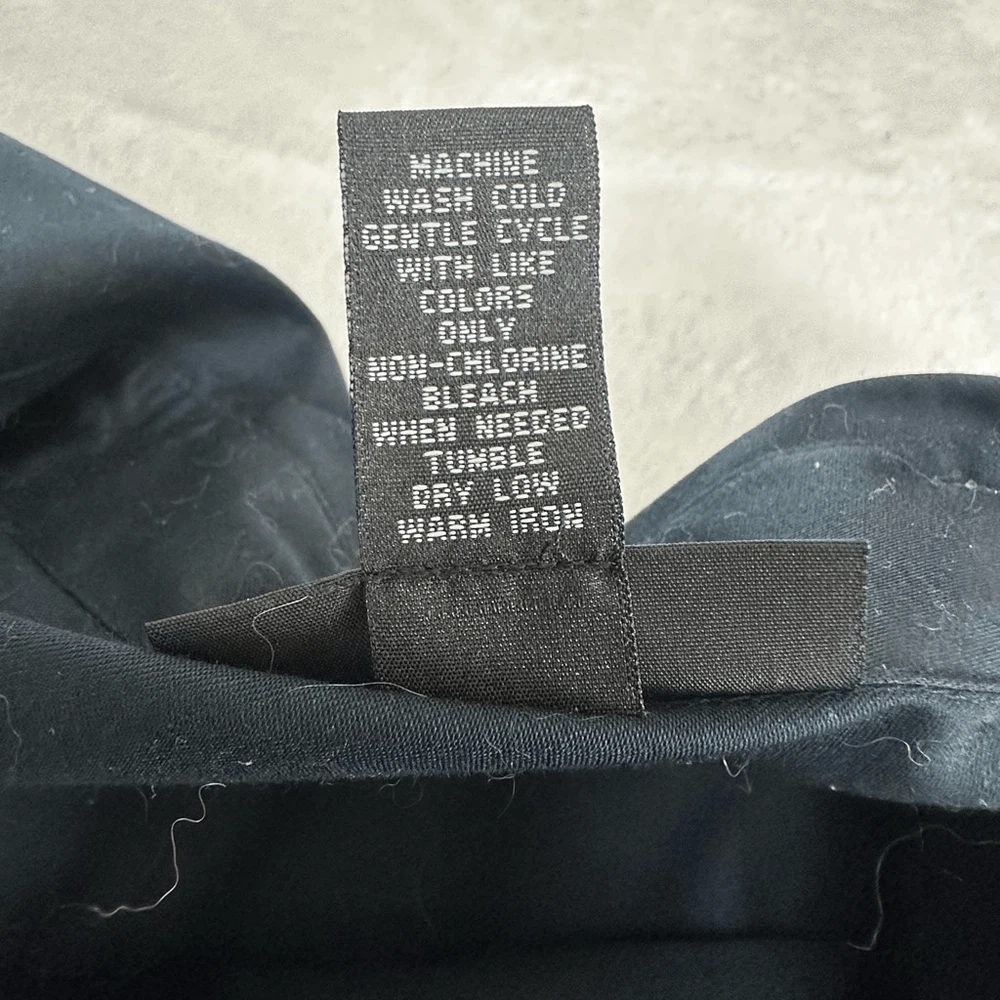 MACHINE
WASH COLD
GENTLE CYCLE
WITH LIKE
COLORS
ONLY
NON-CHLORINE
BLEACH
WHEN NEEDED
TUMBLE
DRY LOW
WARM IRON